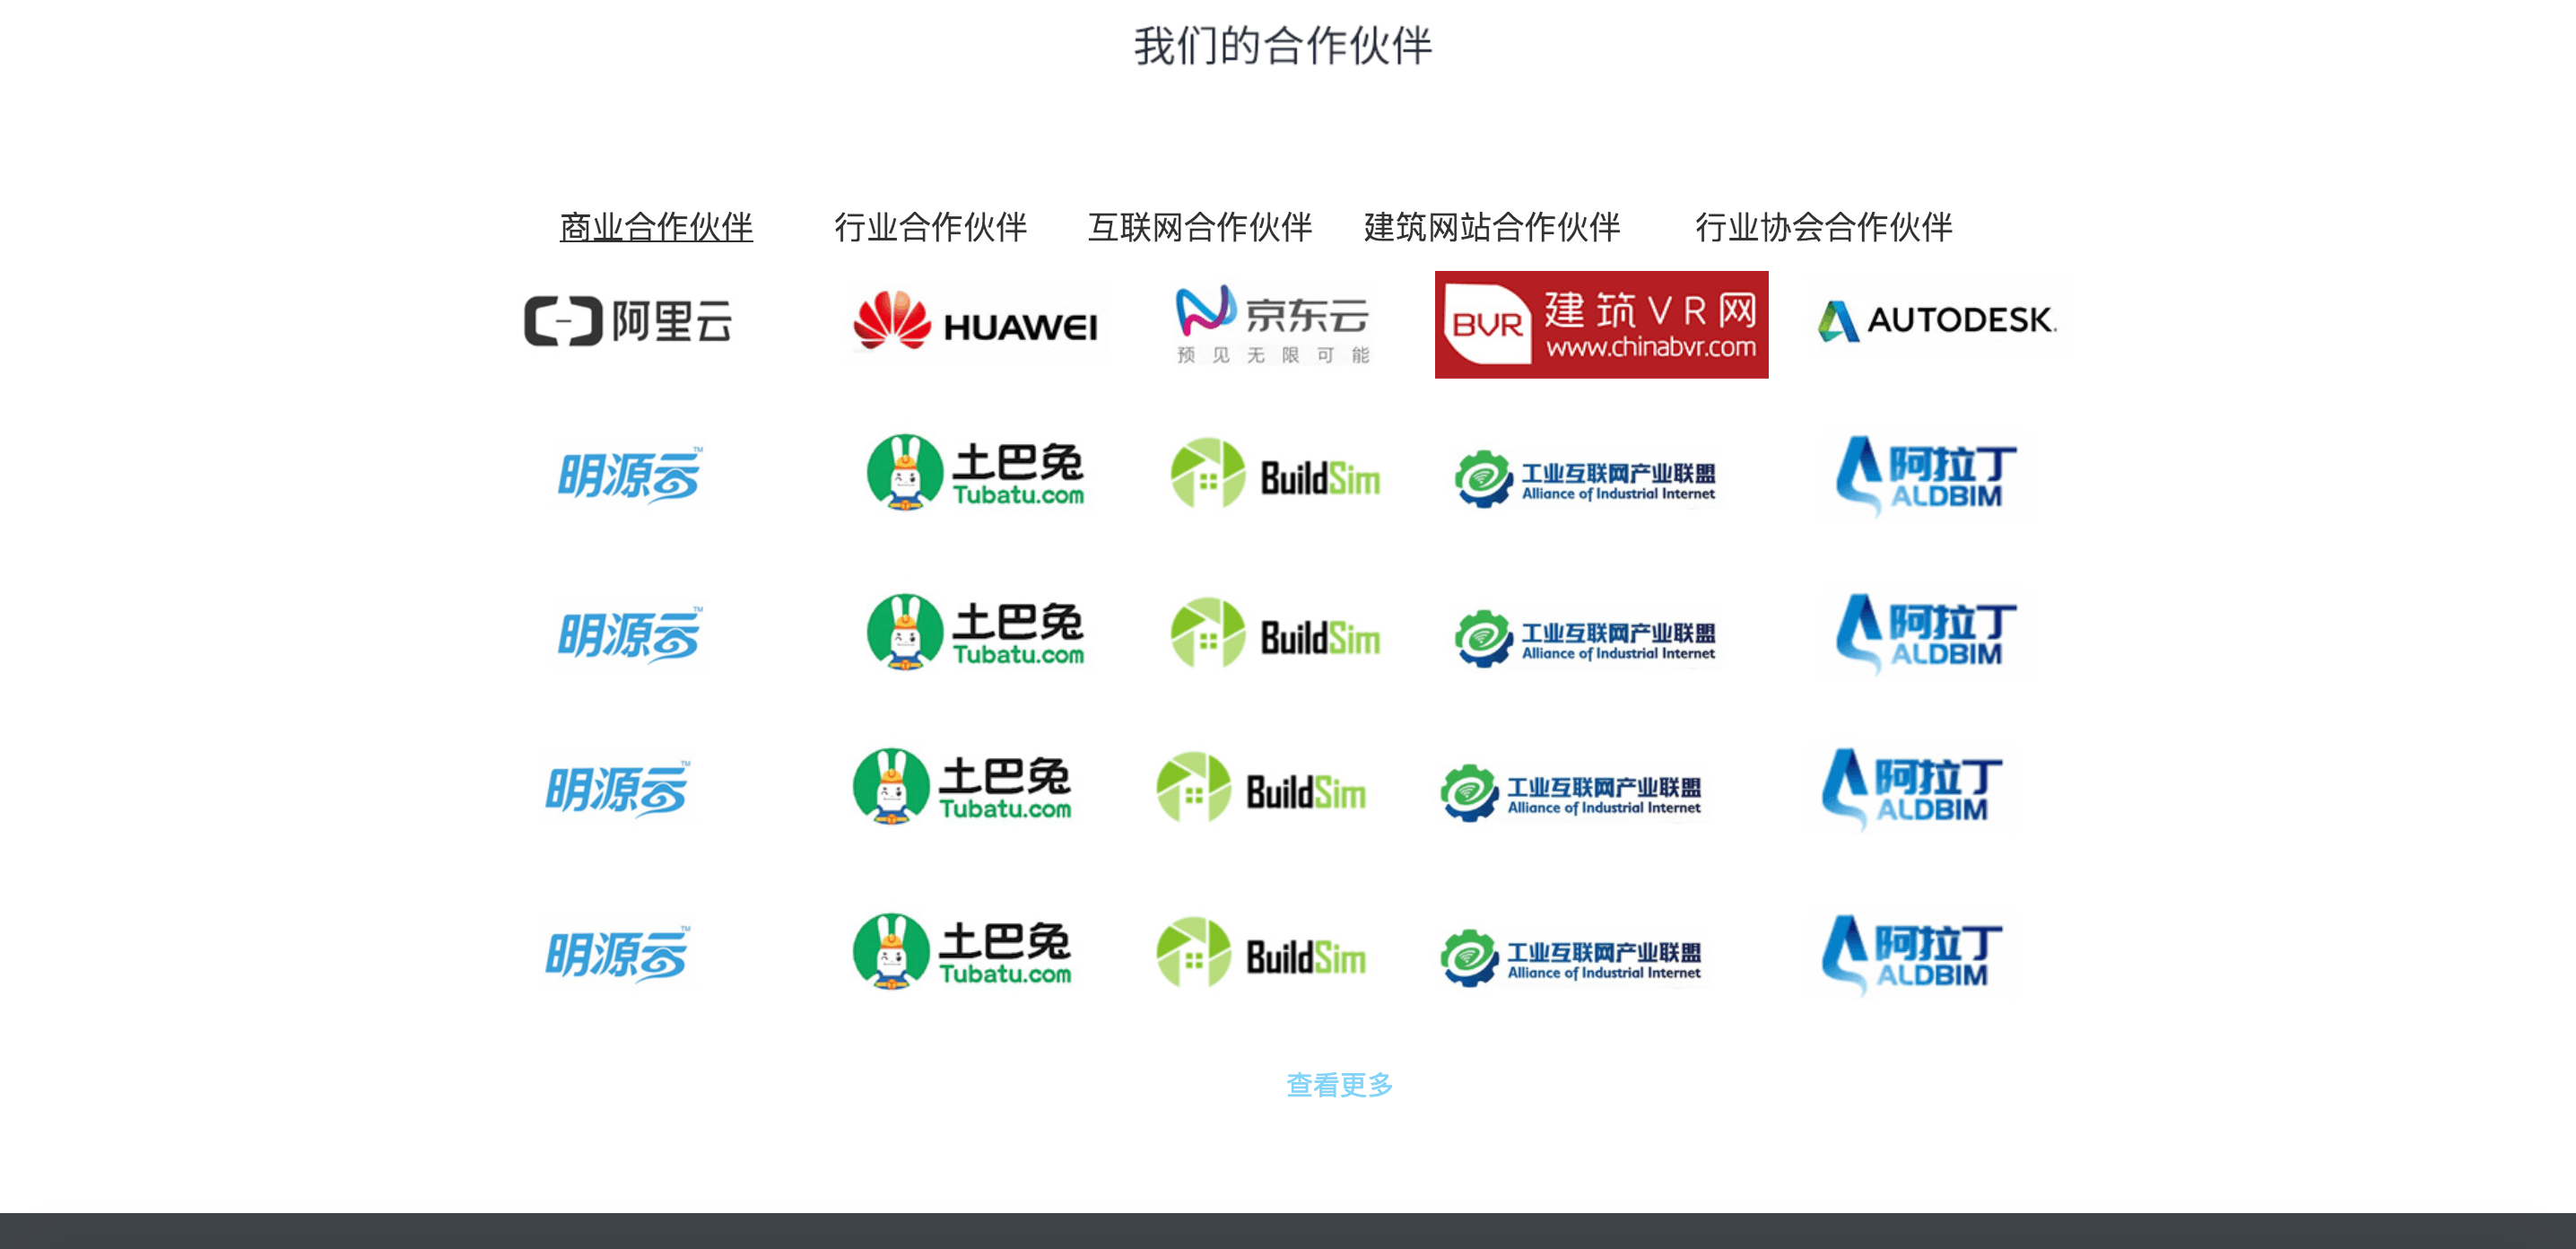 我们的合作伙伴
商业合作伙伴 行业合作伙伴 互联网合作伙伴 建筑网站合作伙伴 行业协会合作伙伴
阿里云 HUAWEI 京东云 预见无限可能 BVR 建筑VR网 www.chinabvr.com AUTODESK.
明源云 TM 土巴兔 Tubatu.com BuildSim 工业互联网产业联盟 Alliance of Industrial Internet 阿拉丁 ALDBIM
明源云 TM 土巴兔 Tubatu.com BuildSim 工业互联网产业联盟 Alliance of Industrial Internet 阿拉丁 ALDBIM
明源云 TM 土巴兔 Tubatu.com BuildSim 工业互联网产业联盟 Alliance of Industrial Internet 阿拉丁 ALDBIM
明源云 TM 土巴兔 Tubatu.com BuildSim 工业互联网产业联盟 Alliance of Industrial Internet 阿拉丁 ALDBIM
查看更多